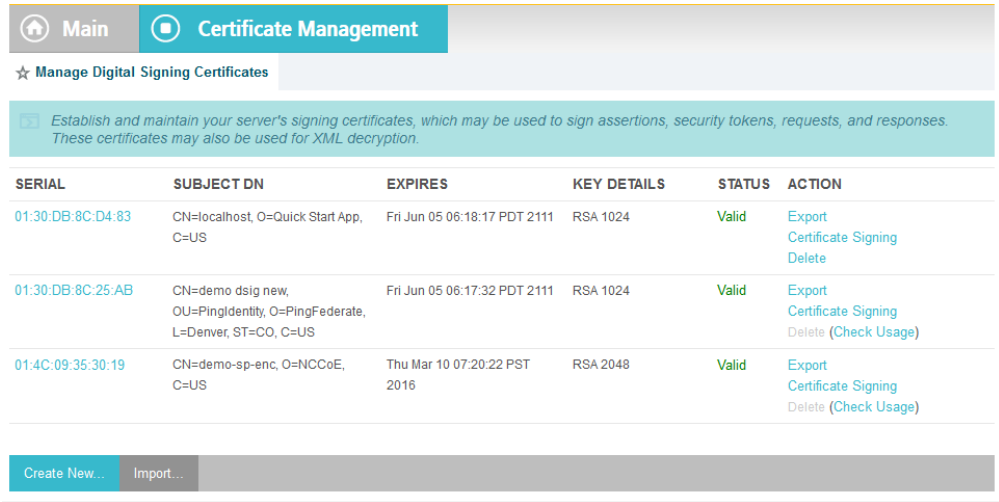 Main Certificate Management
Manage Digital Signing Certificates
Establish and maintain your server's signing certificates, which may be used to sign assertions, security tokens, requests, and responses.
These certificates may also be used for XML decryption.
SERIAL SUBJECT DN EXPIRES KEY DETAILS STATUS ACTION
01:30:DB:8C:D4:83 CN=localhost, O=Quick Start App, Fri Jun 05 06:18:17 PDT 2111 RSA 1024 Valid Export
C=US Certificate Signing
Delete
01:30:DB:8C:25:AB CN=demo dsig new, Fri Jun 05 06:17:32 PDT 2111 RSA 1024 Valid Export
OU=PingIdentity, O=PingFederate, Certificate Signing
L=Denver, ST=CO, C=US Delete (Check Usage)
01:4C:09:35:30:19 CN=demo-sp-enc, O=NCCoE, Thu Mar 10 07:20:22 PST RSA 2048 Valid Export
C=US 2016 Certificate Signing
Delete (Check Usage)
Create New... Import...